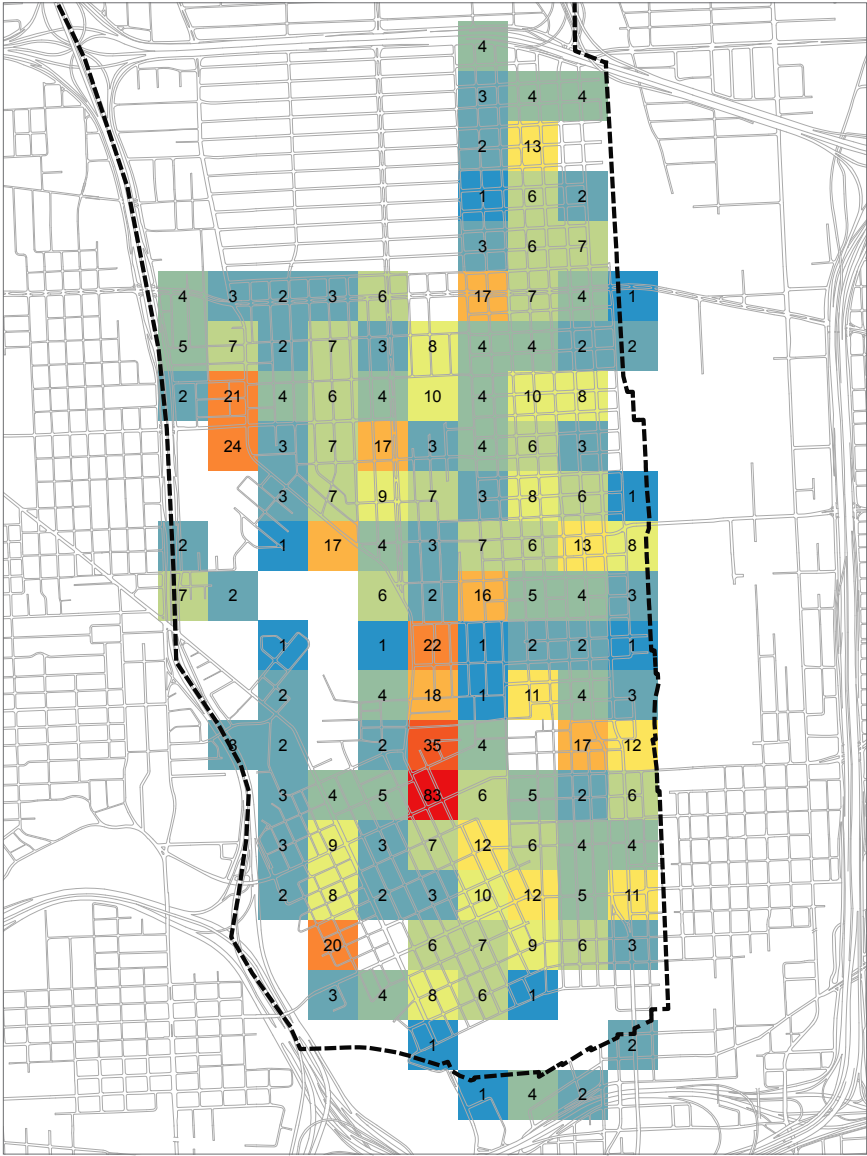 4
3 4 4
2 13
1 6 2
3 6 7
4 3 2 3 6 17 7 4 1
5 7 2 7 3 8 4 4 2 2
2 21 4 6 4 10 4 10 8
24 3 7 17 3 4 6 3
3 7 9 7 3 8 6 1
2 1 17 4 3 7 6 13 8
7 2 6 2 16 5 4 3
1 1 22 1 2 2 1
2 4 18 1 11 4 3
3 2 2 35 4 17 12
3 4 5 83 6 5 2 6
3 9 3 7 12 6 4 4
2 8 2 3 10 12 5 11
20 6 7 9 6 3
3 4 8 6 1
1 2
1 4 2